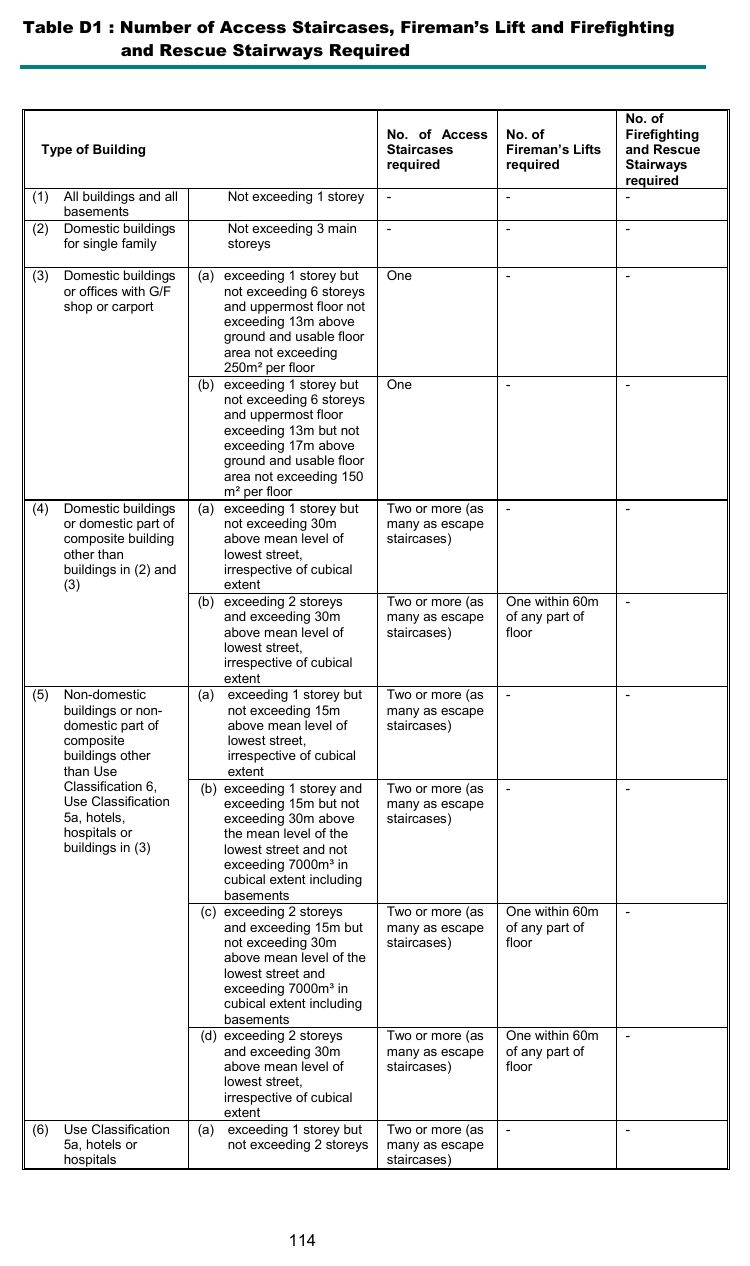 Table D1 : Number of Access Staircases, Fireman's Lift and Firefighting
and Rescue Stairways Required
Type of Building
No. of Access
Staircases
required
No. of
Fireman's Lifts
required
No. of
Firefighting
and Rescue
Stairways
required
(1) All buildings and all
basements
Not exceeding 1 storey
-
-
-
(2) Domestic buildings
for single family
Not exceeding 3 main
storeys
-
-
-
(3) Domestic buildings
or offices with G/F
shop or carport
(a) exceeding 1 storey but
not exceeding 6 storeys
and uppermost floor not
exceeding 13m above
ground and usable floor
area not exceeding
250m² per floor
One
-
-
(b) exceeding 1 storey but
not exceeding 6 storeys
and uppermost floor
exceeding 13m but not
exceeding 17m above
ground and usable floor
area not exceeding 150
m² per floor
One
-
-
(4) Domestic buildings
or domestic part of
composite building
other than
buildings in (2) and
(3)
(a) exceeding 1 storey but
not exceeding 30m
above mean level of
lowest street,
irrespective of cubical
extent
Two or more (as
many as escape
staircases)
-
-
(b) exceeding 2 storeys
and exceeding 30m
above mean level of
lowest street,
irrespective of cubical
extent
Two or more (as
many as escape
staircases)
One within 60m
of any part of
floor
-
(5) Non-domestic
buildings or non-
domestic part of
composite
buildings other
than Use
Classification 6,
Use Classification
5a, hotels,
hospitals or
buildings in (3)
(a) exceeding 1 storey but
not exceeding 15m
above mean level of
lowest street,
irrespective of cubical
extent
Two or more (as
many as escape
staircases)
-
-
(b) exceeding 1 storey and
exceeding 15m but not
exceeding 30m above
the mean level of the
lowest street and not
exceeding 7000m³ in
cubical extent including
basements
Two or more (as
many as escape
staircases)
-
-
(c) exceeding 2 storeys
and exceeding 15m but
not exceeding 30m
above mean level of the
lowest street and
exceeding 7000m³ in
cubical extent including
basements
Two or more (as
many as escape
staircases)
One within 60m
of any part of
floor
-
(d) exceeding 2 storeys
and exceeding 30m
above mean level of
lowest street,
irrespective of cubical
extent
Two or more (as
many as escape
staircases)
One within 60m
of any part of
floor
-
(6) Use Classification
5a, hotels or
hospitals
(a) exceeding 1 storey but
not exceeding 2 storeys
Two or more (as
many as escape
staircases)
-
-
114